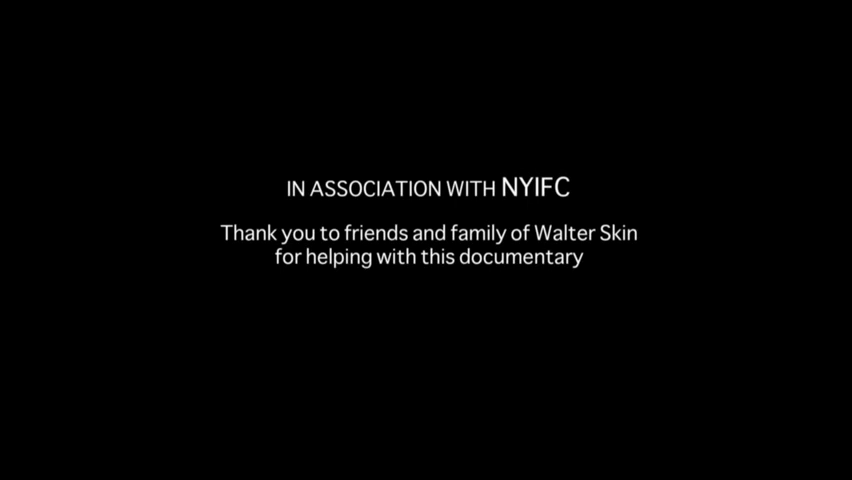 IN ASSOCIATION WITH NYIFC
Thank you to friends and family of Walter Skin
for helping with this documentary